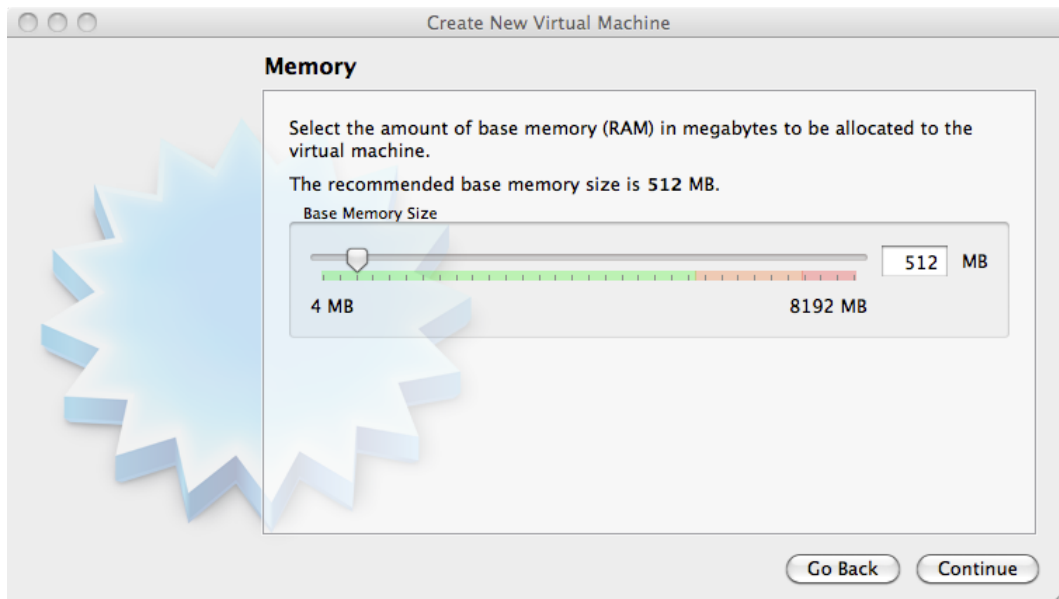 Create New Virtual Machine
Memory
Select the amount of base memory (RAM) in megabytes to be allocated to the
virtual machine.
The recommended base memory size is 512 MB.
Base Memory Size
512 MB
4 MB 8192 MB
Go Back Continue